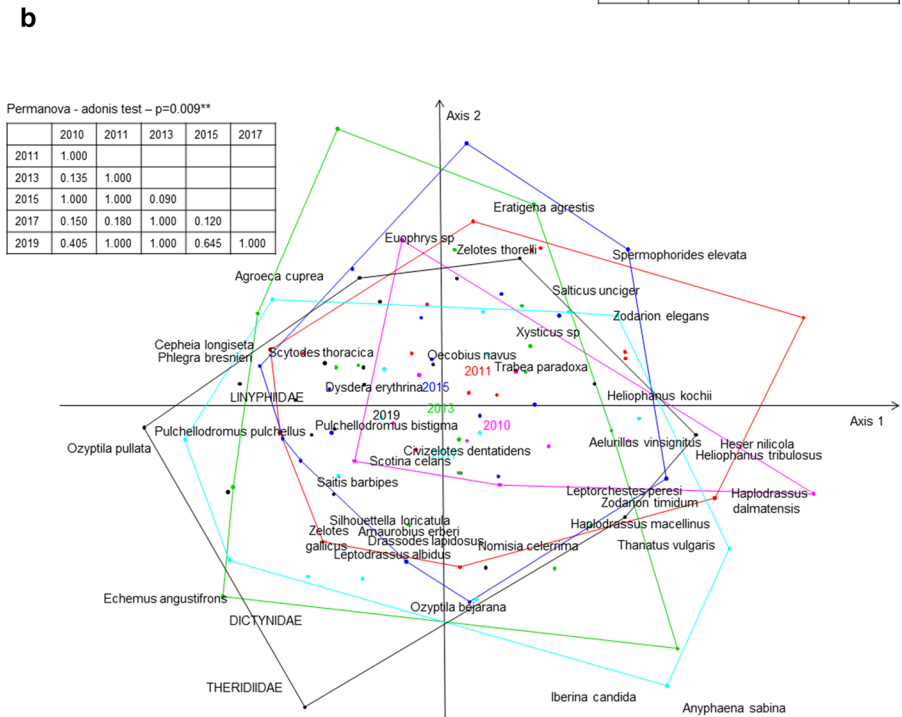 b
Permanova - adonis test – p=0.009**
2010 2011 2013 2015 2017
2011 1.000
2013 0.135 1.000
2015 1.000 1.000 0.090
2017 0.150 0.180 1.000 0.120
2019 0.405 1.000 1.000 0.645 1.000
Axis 2
Eratigena agrestis
Euophrys sp
Zelotes thorelli
Spermophorides elevata
Agroeca cuprea
Salticus unciger
Zodarion elegans
Xysticus sp
Cepheia longiseta
Phlegra bresnieri
Scytodes thoracica
Oecobius navus
2011
Trabea paradoxa
Dysdera erythrina
2015
LINYPHIIDAE
Heliophanus kochii
2013
2019
Axis 1
Pulchellodromus bistigma
2010
Pulchellodromus pulchellus
Ozyptila pullata
Aelurillus vinsignitus
Heser nilicola
Heliophanus tribulosus
Civizelotes dentatidens
Scotina celans
Saitis barbipes
Leptorchestes peresi
Haplodrassus
dalmatensis
Zodarion timidum
Silhouettella loricatula
Haplodrassus macellinus
Zelotes
gallicus
Amaurobius erberi
Drassodes lapidosus
Nomisia celerrima
Thanatus vulgaris
Leptodrassus albidus
Echemus angustifrons
Ozyptila bejarana
DICTYNIDAE
THERIDIIDAE
Iberina candida
Anyphaena sabina